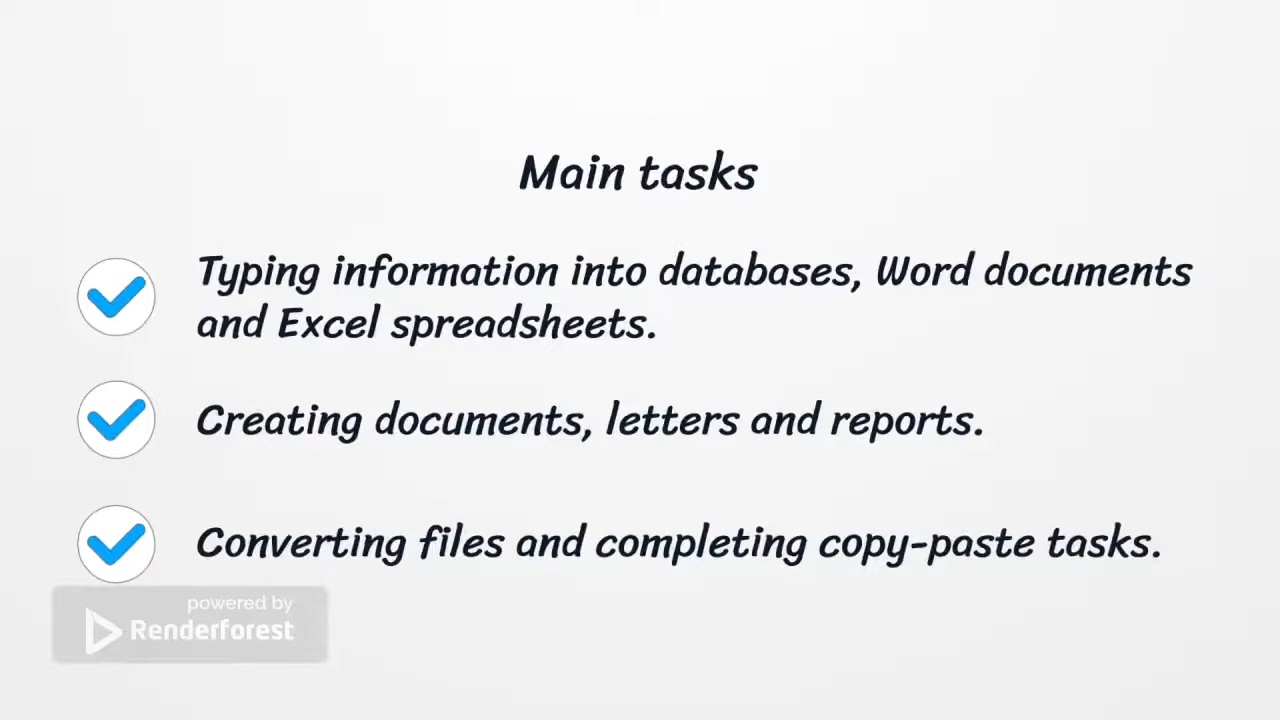 Main tasks
Typing information into databases, Word documents
and Excel spreadsheets.
Creating documents, letters and reports.
Converting files and completing copy-paste tasks.
powered by
Renderforest